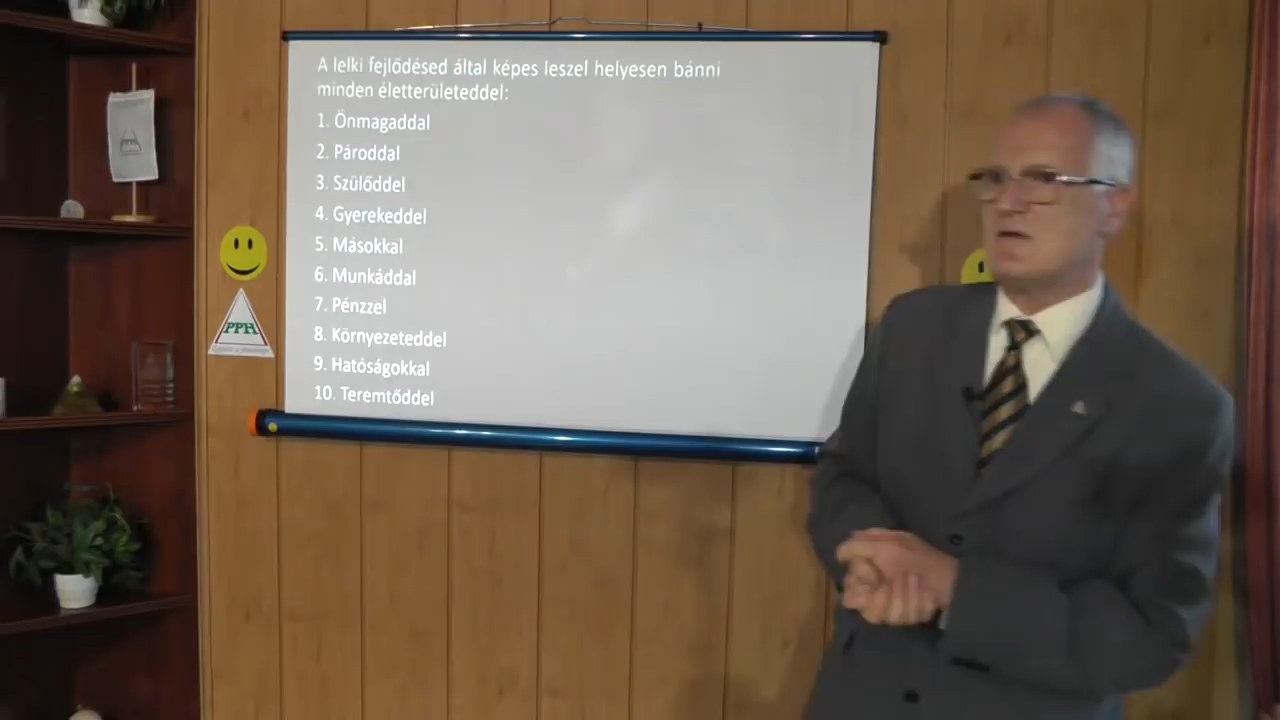 A lelki fejlődésed által képes leszel helyesen bánni
minden életterületeddel:
1. Önmagaddal
2. Pároddal
3. Szülőddel
4. Gyerekeddel
5. Másokkal
6. Munkáddal
7. Pénzzel
8. Környezeteddel
9. Hatóságokkal
10. Teremtőddel
PPH